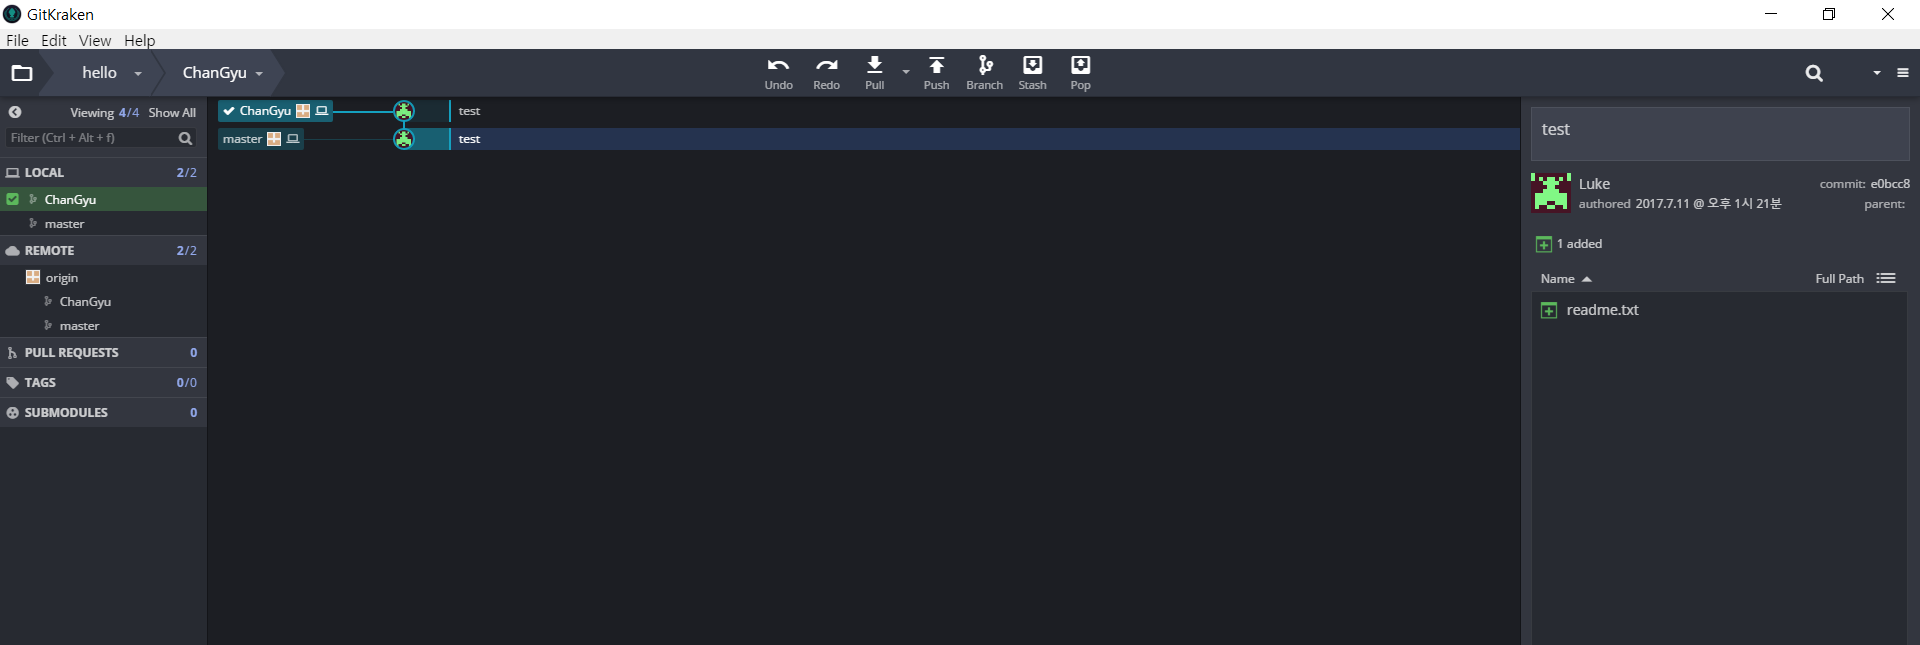 GitKraken
File Edit View Help
hello ChanGyu
Undo Redo Pull Push Branch Stash Pop
Viewing 4/4 Show All
Filter (Ctrl + Alt + f)
LOCAL 2/2
ChanGyu
master
REMOTE 2/2
origin
ChanGyu
master
PULL REQUESTS 0
TAGS 0/0
SUBMODULES 0
ChanGyu test
master test
test
Luke commit: e0bcc8
authored 2017.7.11 @ 오후 1시 21분 parent:
1 added
Name Full Path
readme.txt